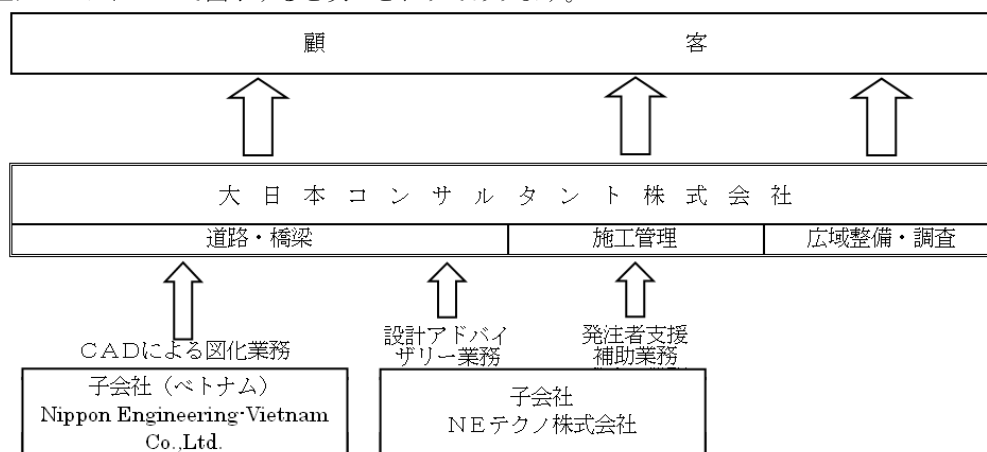 顧客
大日本コンサルタント株式会社
道路・橋梁
施工管理
広域整備・調査
CADによる図化業務
設計アドバイ
ザリー業務
発注者支援
補助業務
子会社(ベトナム)
Nippon Engineering-Vietnam
Co.,Ltd.
子会社
NEテクノ株式会社